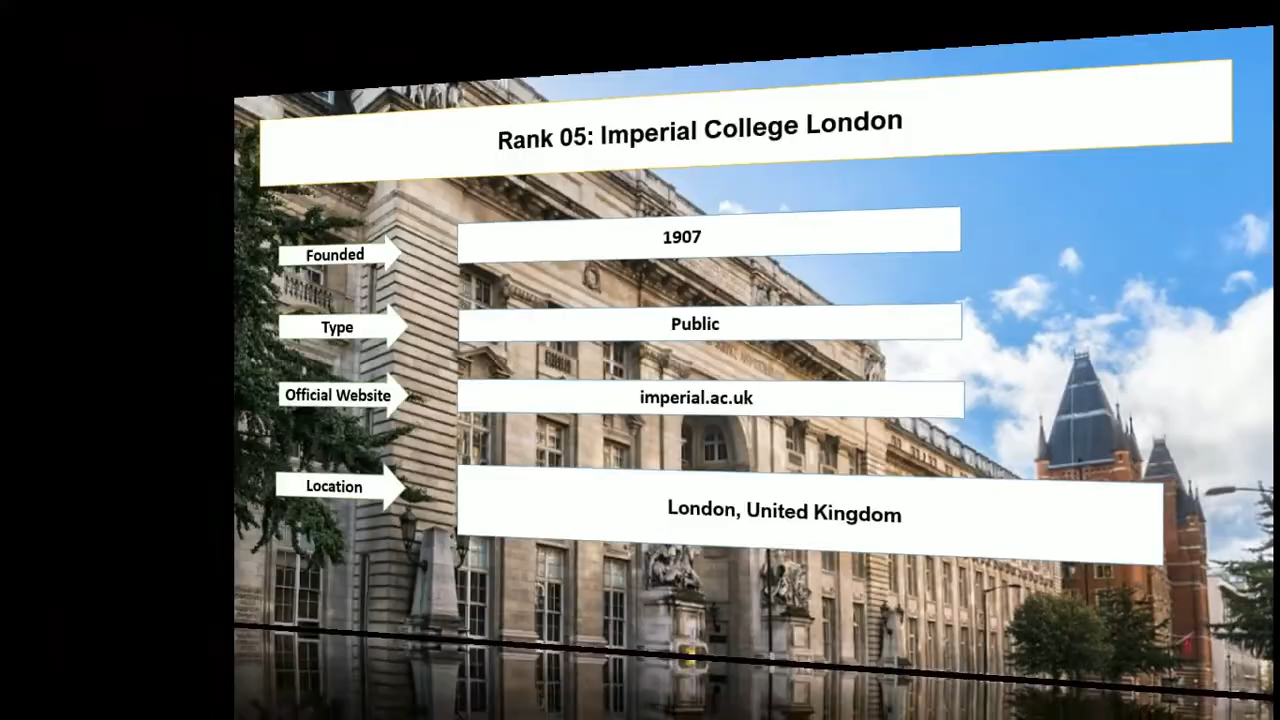 Rank 05: Imperial College London
Founded
1907
Type
Public
Official Website
imperial.ac.uk
Location
London, United Kingdom